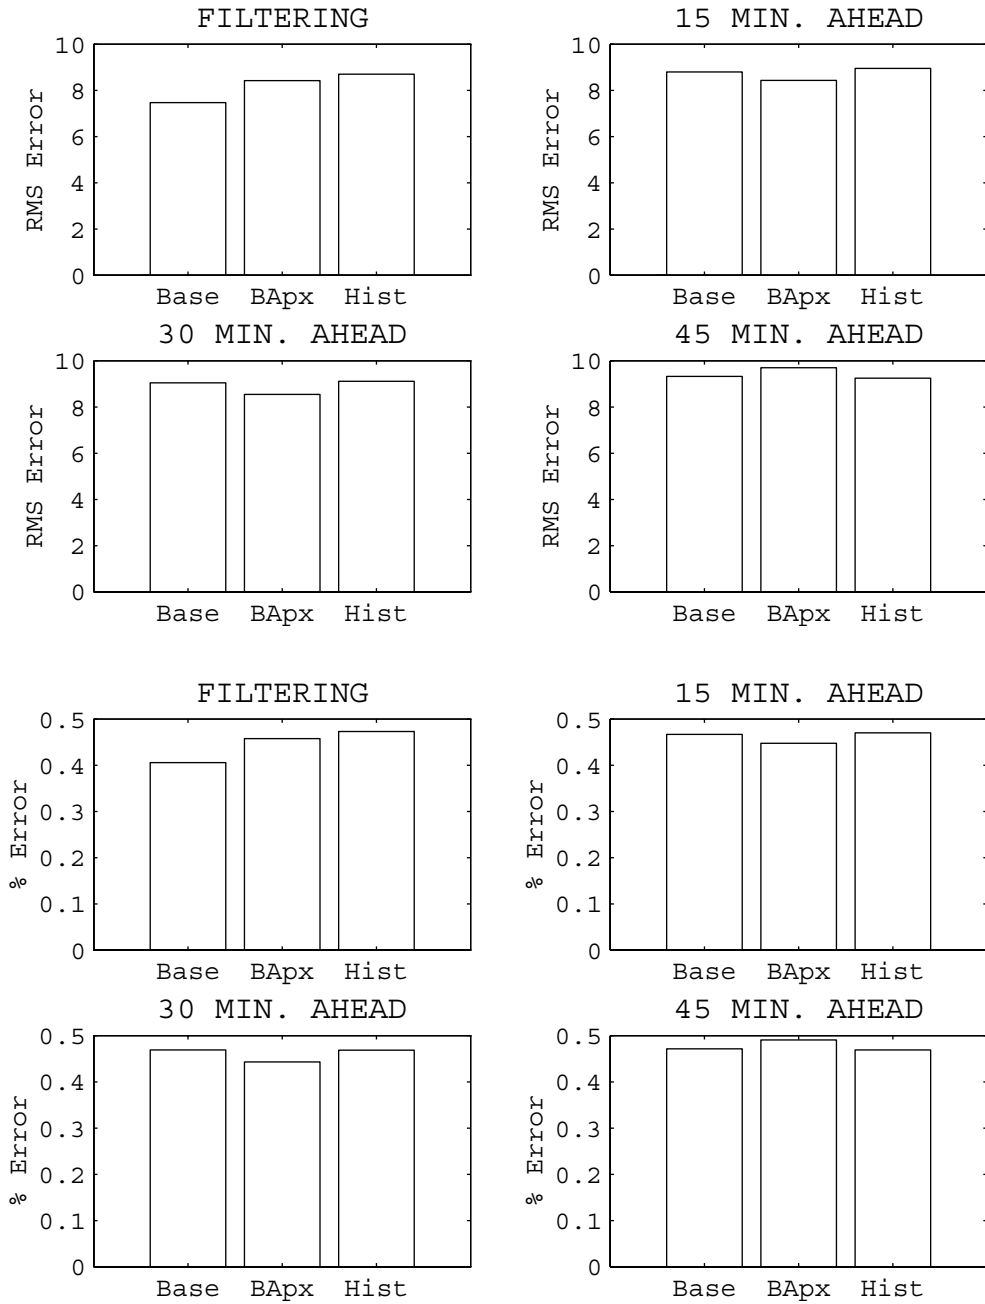 FILTERING
10
8
6
4
2
0
RMS Error
Base BApx Hist
15 MIN. AHEAD
10
8
6
4
2
0
RMS Error
Base BApx Hist
30 MIN. AHEAD
10
8
6
4
2
0
RMS Error
Base BApx Hist
45 MIN. AHEAD
10
8
6
4
2
0
RMS Error
Base BApx Hist
FILTERING
0.5
0.4
0.3
0.2
0.1
0
% Error
Base BApx Hist
15 MIN. AHEAD
0.5
0.4
0.3
0.2
0.1
0
% Error
Base BApx Hist
30 MIN. AHEAD
0.5
0.4
0.3
0.2
0.1
0
% Error
Base BApx Hist
45 MIN. AHEAD
0.5
0.4
0.3
0.2
0.1
0
% Error
Base BApx Hist